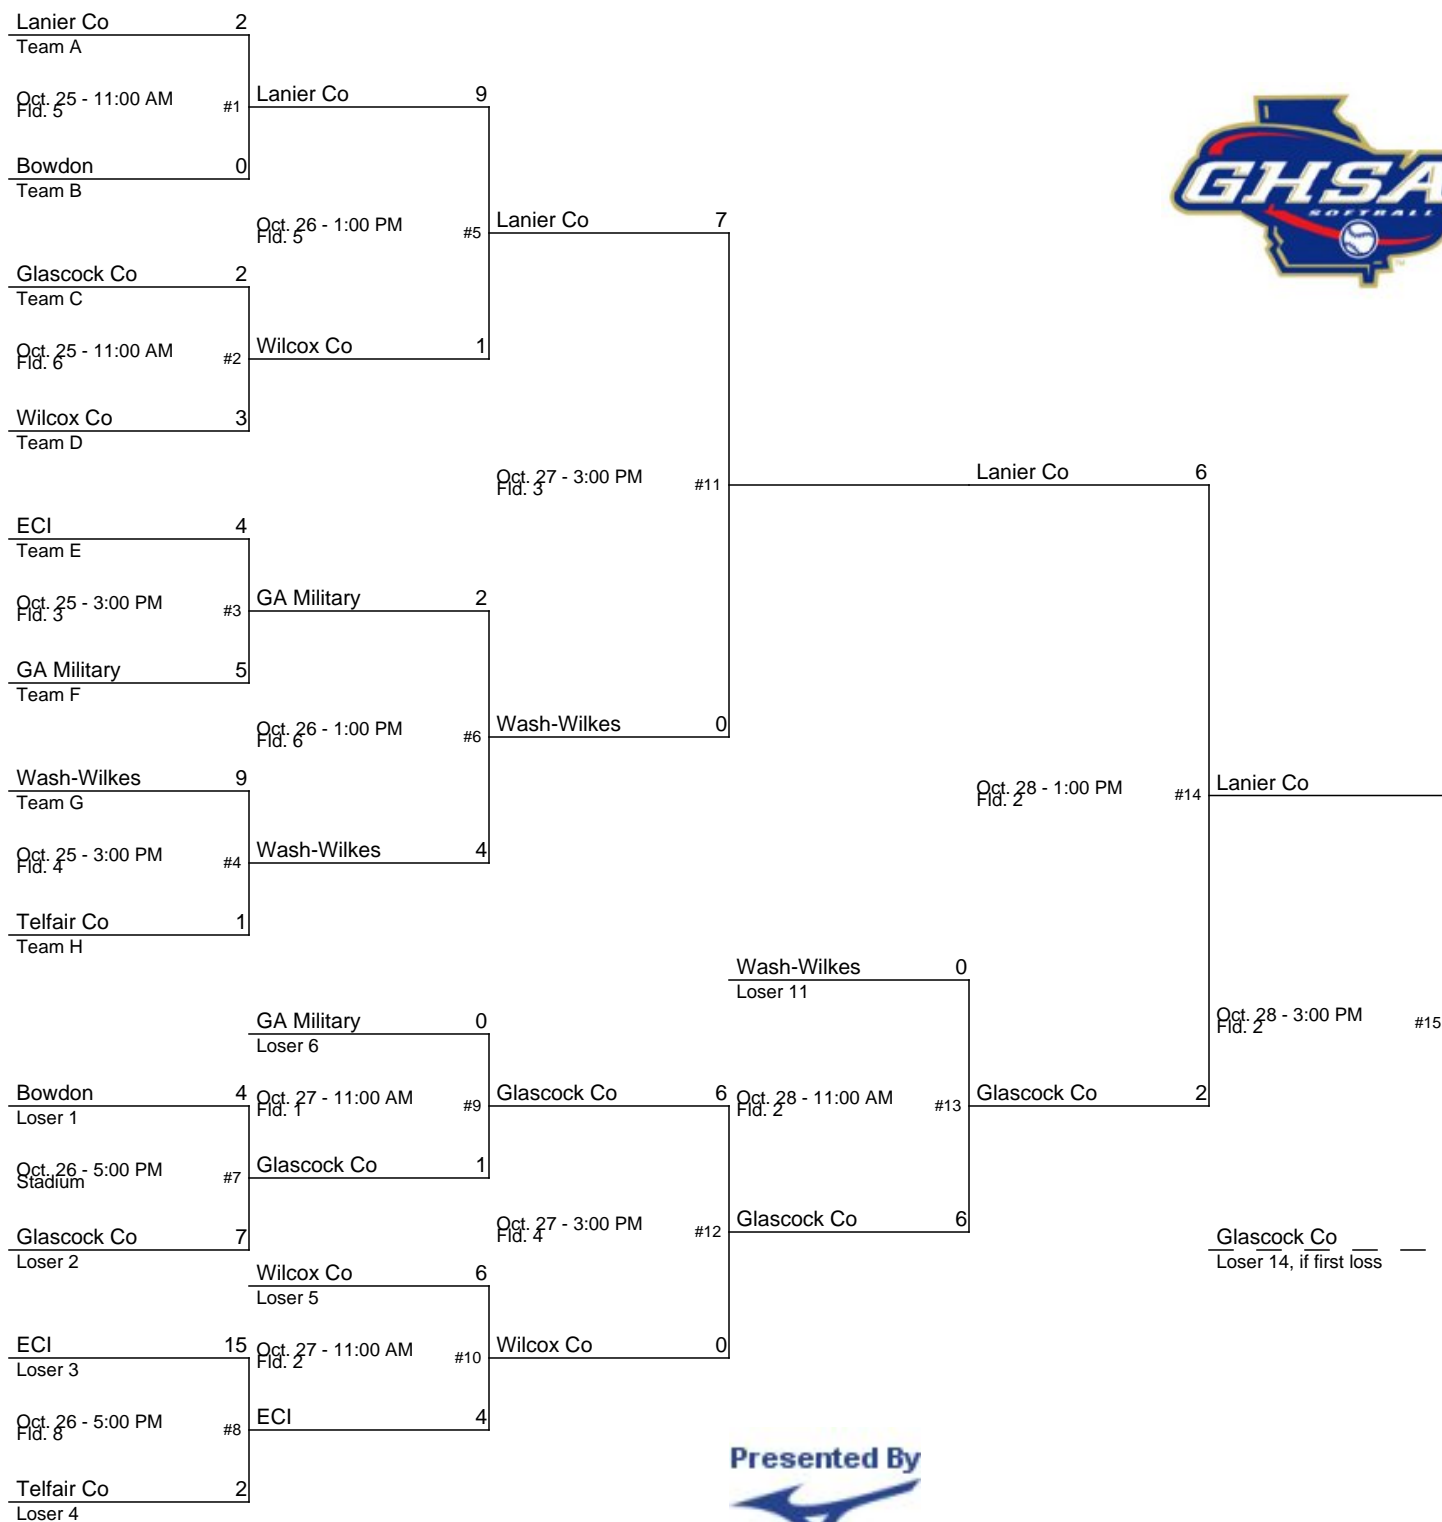 Lanier Co 2
Team A
Oct. 25 - 11:00 AM
Fld. 5
#1
Lanier Co 9
Bowdon 0
Team B
Oct. 26 - 1:00 PM
Fld. 5
#5
Lanier Co 7
GHSA
SOFTBALL
TM
Glascock Co 2
Team C
Oct. 25 - 11:00 AM
Fld. 6
#2
Wilcox Co 1
Wilcox Co 3
Team D
Oct. 27 - 3:00 PM
Fld. 3
#11
Lanier Co 6
ECI 4
Team E
Oct. 25 - 3:00 PM
Fld. 3
#3
GA Military 2
GA Military 5
Team F
Oct. 26 - 1:00 PM
Fld. 6
#6
Wash-Wilkes 0
Wash-Wilkes 9
Team G
Oct. 28 - 1:00 PM
Fld. 2
#14
Lanier Co
Oct. 25 - 3:00 PM
Fld. 4
#4
Wash-Wilkes 4
Telfair Co 1
Team H
Wash-Wilkes 0
Loser 11
GA Military 0
Loser 6
Oct. 28 - 3:00 PM
Fld. 2
#15
Bowdon 4
Loser 1
Oct. 27 - 11:00 AM
Fld. 1
#9
Glascock Co 6
Oct. 28 - 11:00 AM
Fld. 2
#13
Glascock Co 2
Oct. 26 - 5:00 PM
Stadium
#7
Glascock Co 1
Glascock Co 7
Loser 2
Oct. 27 - 3:00 PM
Fld. 4
#12
Glascock Co 6
Glascock Co
Loser 14, if first loss
Wilcox Co 6
Loser 5
ECI 15
Loser 3
Oct. 27 - 11:00 AM
Fld. 2
#10
Wilcox Co 0
Oct. 26 - 5:00 PM
Fld. 8
#8
ECI 4
Telfair Co 2
Loser 4
Presented By